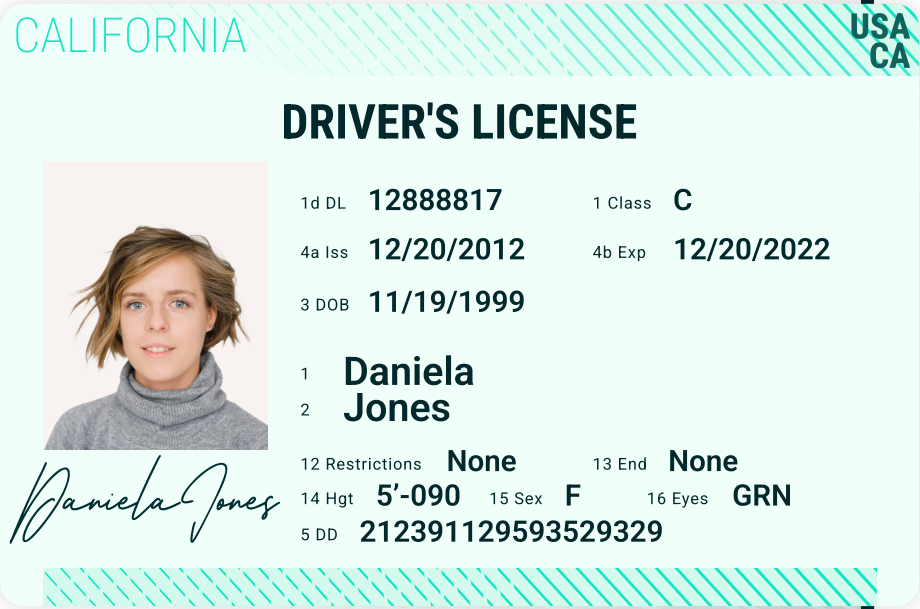 CALIFORNIA
USA
CA
DRIVER'S LICENSE
1d DL 12888817 1 Class C
4a Iss 12/20/2012 4b Exp 12/20/2022
3 DOB 11/19/1999
1 Daniela
2 Jones
12 Restrictions None 13 End None
14 Hgt 5’-090 15 Sex F 16 Eyes GRN
5 DD 212391129593529329
Daniela Jones